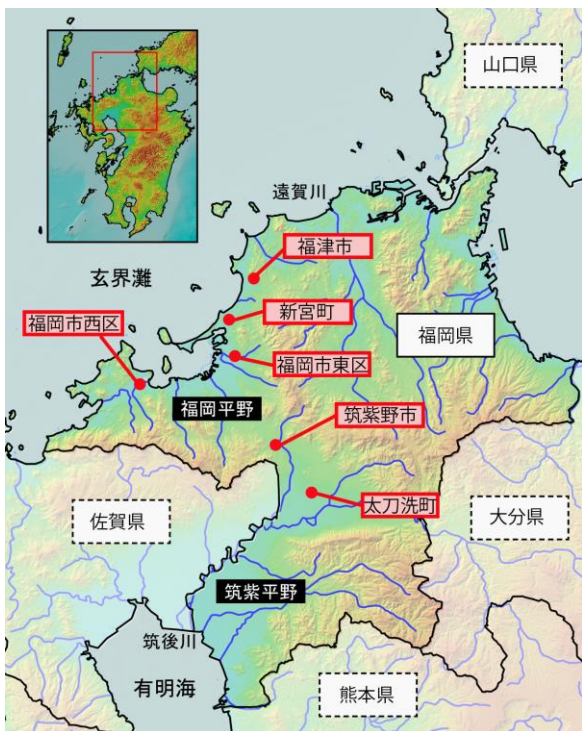 山口県
遠賀川
福津市
玄界灘
新宮町
福岡市西区
福岡県
福岡市東区
福岡平野
筑紫野市
佐賀県
太刀洗町
大分県
筑紫平野
筑後川
有明海
熊本県